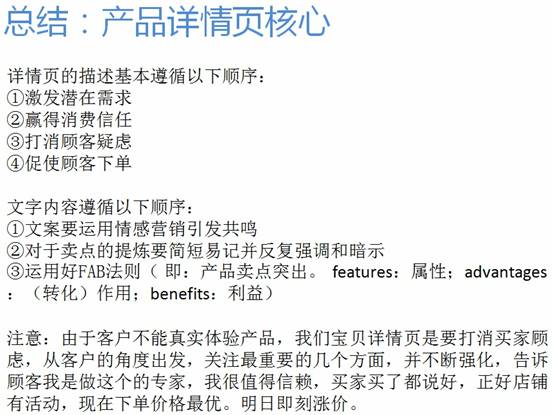 总结：产品详情页核心
详情页的描述基本遵循以下顺序：
①激发潜在需求
②赢得消费信任
③打消顾客疑虑
④促使顾客下单
文字内容遵循以下顺序：
①文案要运用情感营销引发共鸣
②对于卖点的提炼要简短易记并反复强调和暗示
③运用好FAB法则（ 即：产品卖点突出。 features：属性；advantages
：（转化）作用；benefits：利益）
注意：由于客户不能真实体验产品，我们宝贝详情页是要打消买家顾
虑，从客户的角度出发，关注最重要的几个方面，并不断强化，告诉
顾客我是做这个的专家，我很值得信赖，买家买了都说好，正好店铺
有活动，现在下单价格最优。明日即刻涨价。